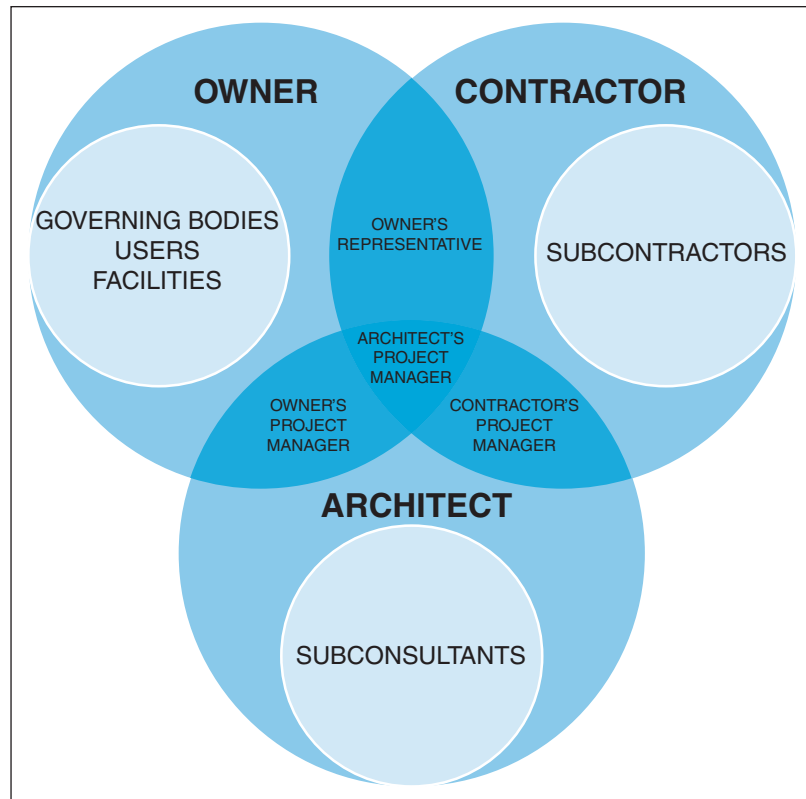 OWNER
CONTRACTOR
GOVERNING BODIES
USERS
FACILITIES
OWNER'S
REPRESENTATIVE
SUBCONTRACTORS
ARCHITECT'S
PROJECT
MANAGER
OWNER'S
PROJECT
MANAGER
CONTRACTOR'S
PROJECT
MANAGER
ARCHITECT
SUBCONSULTANTS